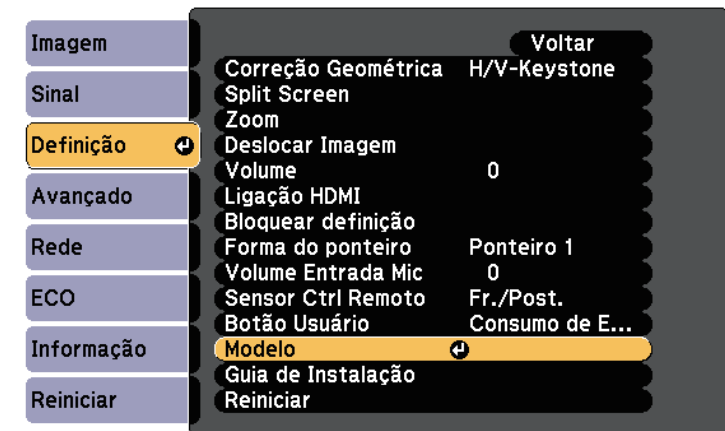 Imagem
Sinal
Definição
Avançado
Rede
ECO
Informação
Reiniciar
Voltar
Correção Geométrica H/V-Keystone
Split Screen
Zoom
Deslocar Imagem
Volume 0
Ligação HDMI
Bloquear definição
Forma do ponteiro Ponteiro 1
Volume Entrada Mic 0
Sensor Ctrl Remoto Fr./Post.
Botão Usuário Consumo de E...
Modelo
Guia de Instalação
Reiniciar